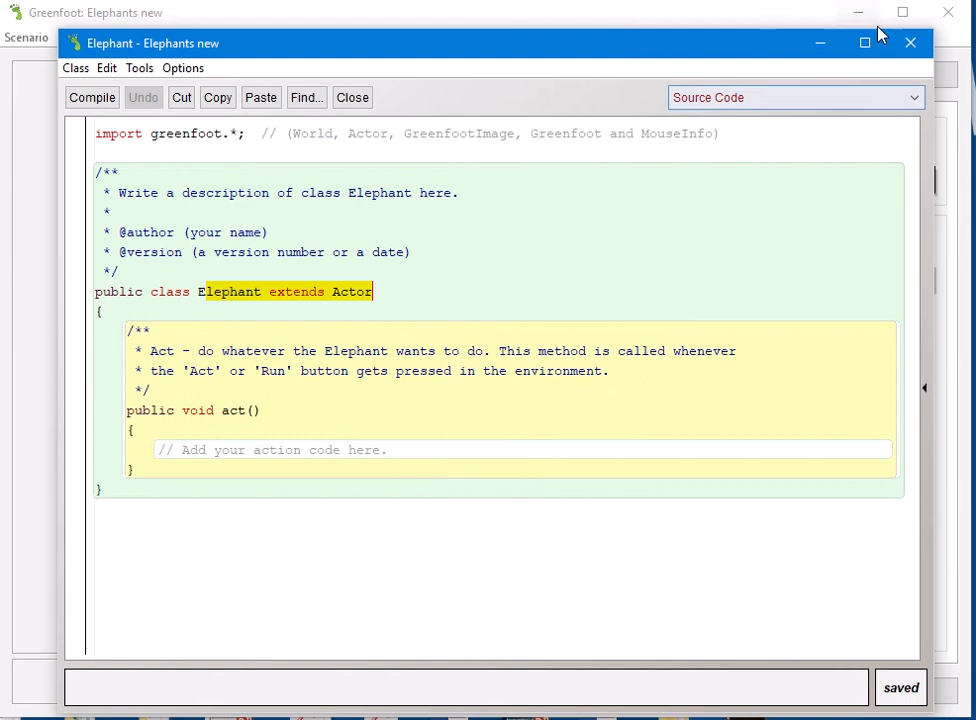 Greenfoot: Elephants new
Scenario
Elephant - Elephants new
Class Edit Tools Options
Compile Undo Cut Copy Paste Find... Close Source Code
import greenfoot.*;  // (World, Actor, GreenfootImage, Greenfoot and MouseInfo)
/**
 * Write a description of class Elephant here.
 *
 * @author (your name)
 * @version (a version number or a date)
 */
public class Elephant extends Actor
{
    /**
     * Act - do whatever the Elephant wants to do. This method is called whenever
     * the 'Act' or 'Run' button gets pressed in the environment.
     */
    public void act()
    {
        // Add your action code here.
    }
}
saved